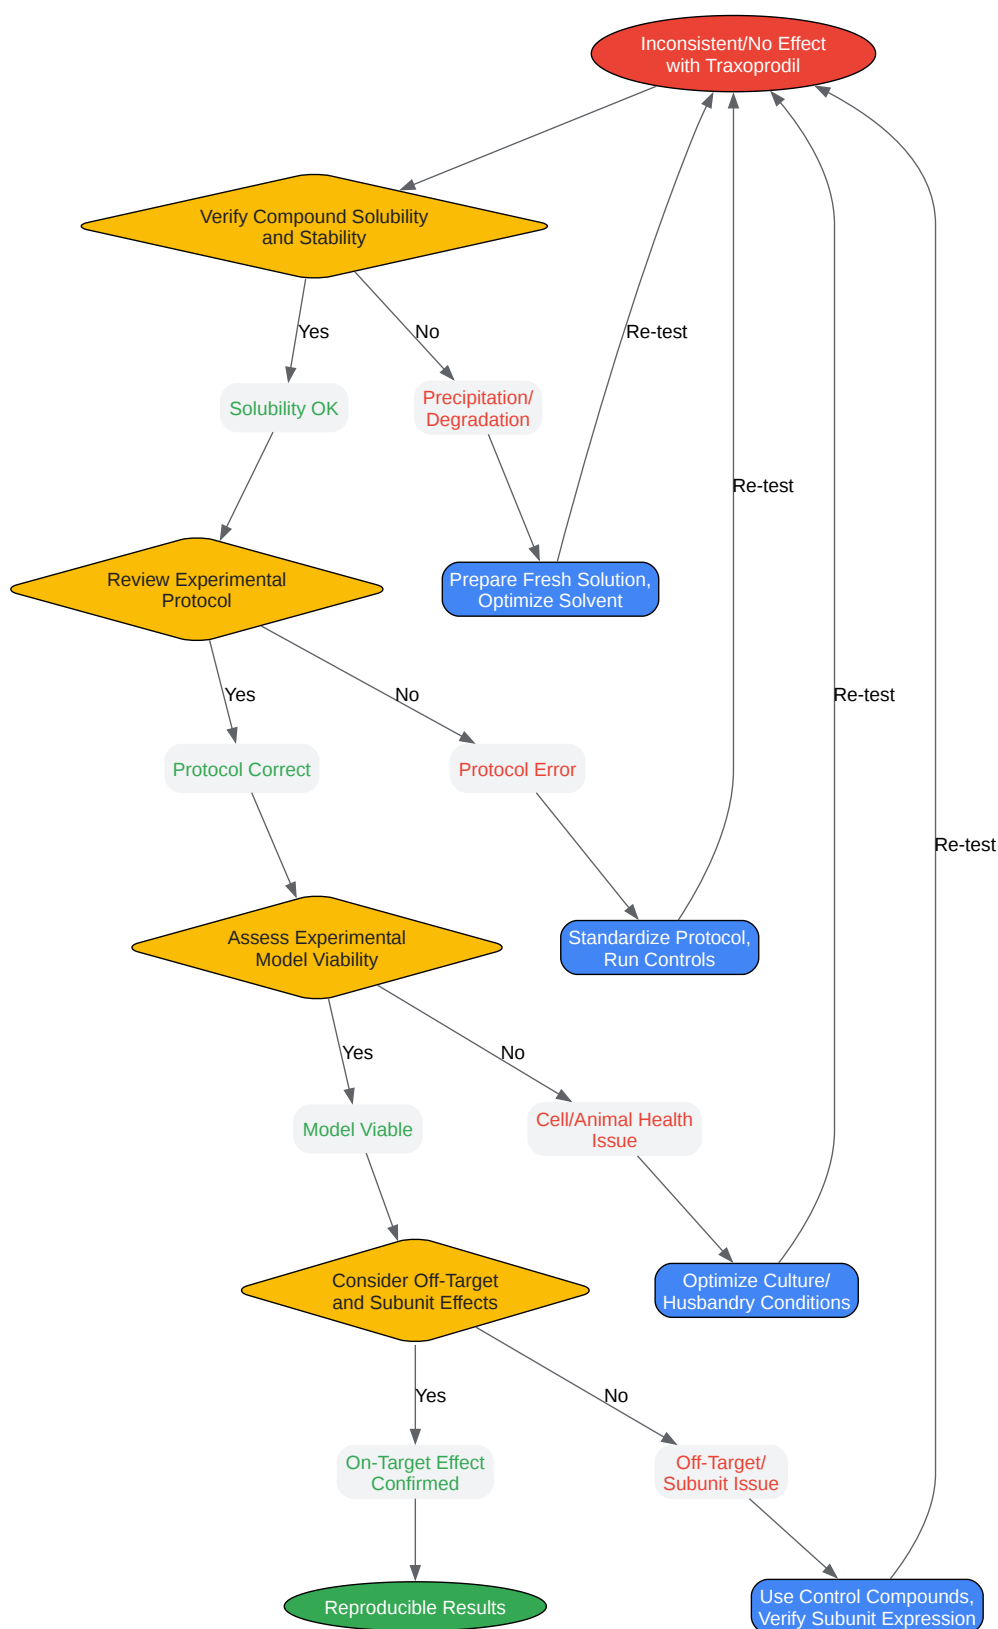 Inconsistent/No Effect
with Traxoprodil
Verify Compound Solubility
and Stability
Yes
No
Re-test
Solubility OK
Precipitation/
Degradation
Re-test
Review Experimental
Protocol
Prepare Fresh Solution,
Optimize Solvent
Yes
No
Re-test
Protocol Correct
Protocol Error
Re-test
Assess Experimental
Model Viability
Standardize Protocol,
Run Controls
Yes
No
Model Viable
Cell/Animal Health
Issue
Consider Off-Target
and Subunit Effects
Optimize Culture/
Husbandry Conditions
Yes
No
On-Target Effect
Confirmed
Off-Target/
Subunit Issue
Reproducible Results
Use Control Compounds,
Verify Subunit Expression